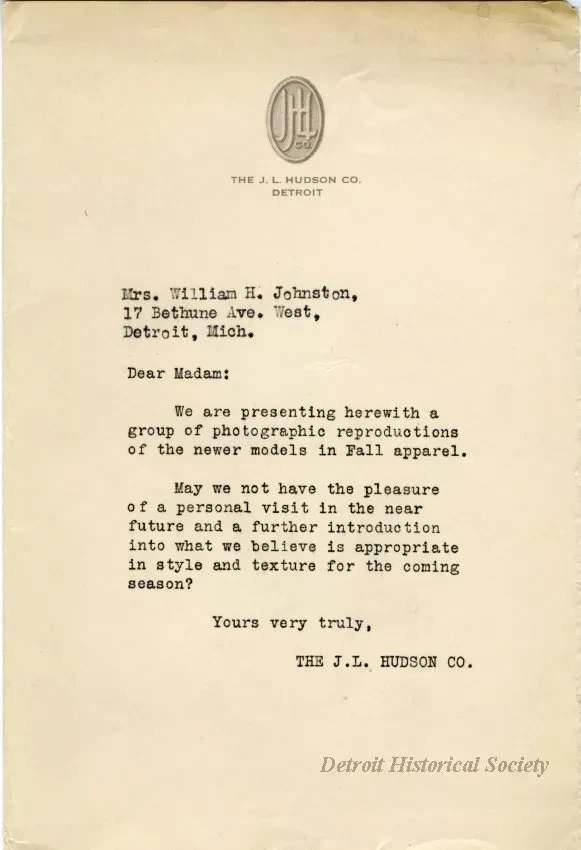 JLH
CO.
THE J. L. HUDSON CO.
DETROIT
Mrs. William H. Johnston,
17 Bethune Ave. West,
Detroit, Mich.
Dear Madam:
We are presenting herewith a
group of photographic reproductions
of the newer models in Fall apparel.
May we not have the pleasure
of a personal visit in the near
future and a further introduction
into what we believe is appropriate
in style and texture for the coming
season?
Yours very truly,
THE J.L. HUDSON CO.
Detroit Historical Society